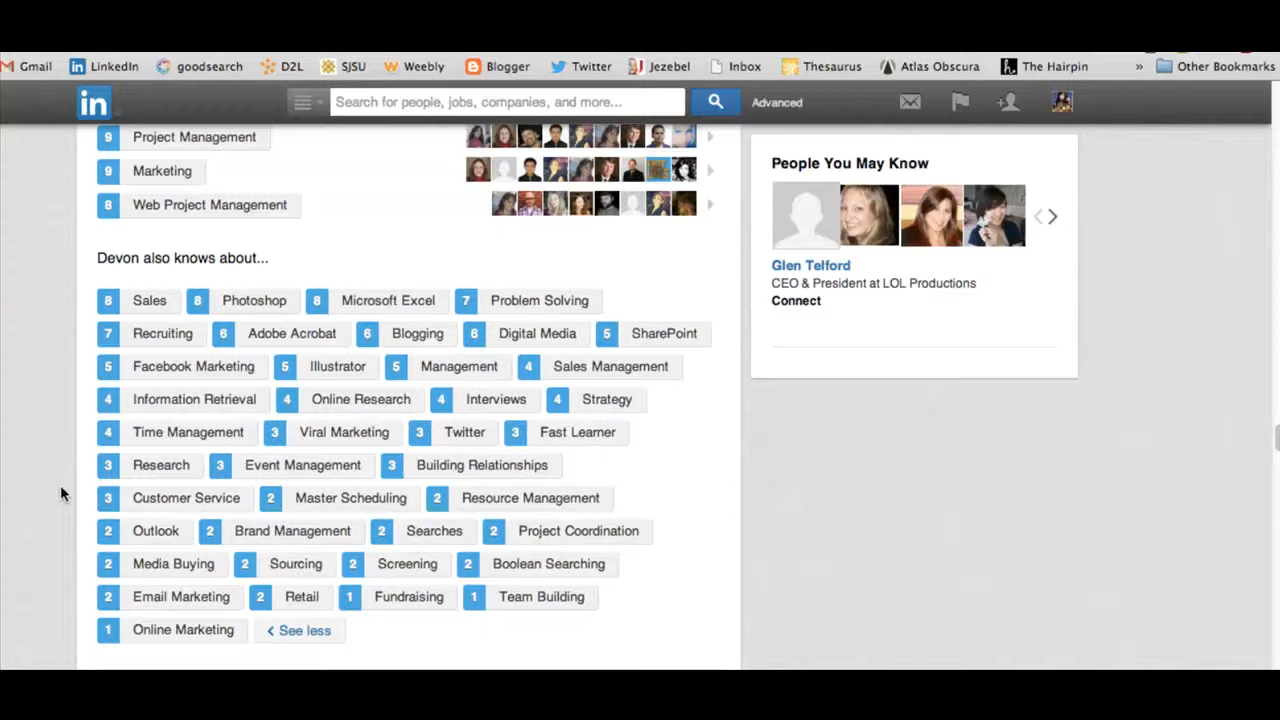 Gmail LinkedIn goodsearch D2L SJSU Weebly Blogger Twitter Jezebel Inbox Thesaurus Atlas Obscura The Hairpin » Other Bookmarks
in Search for people, jobs, companies, and more... Advanced
9 Project Management
9 Marketing
8 Web Project Management
Devon also knows about...
8 Sales 8 Photoshop 8 Microsoft Excel 7 Problem Solving
7 Recruiting 6 Adobe Acrobat 6 Blogging 6 Digital Media 5 SharePoint
5 Facebook Marketing 5 Illustrator 5 Management 4 Sales Management
4 Information Retrieval 4 Online Research 4 Interviews 4 Strategy
4 Time Management 3 Viral Marketing 3 Twitter 3 Fast Learner
3 Research 3 Event Management 3 Building Relationships
3 Customer Service 2 Master Scheduling 2 Resource Management
2 Outlook 2 Brand Management 2 Searches 2 Project Coordination
2 Media Buying 2 Sourcing 2 Screening 2 Boolean Searching
2 Email Marketing 2 Retail 1 Fundraising 1 Team Building
1 Online Marketing See less
People You May Know
Glen Telford
CEO & President at LOL Productions
Connect